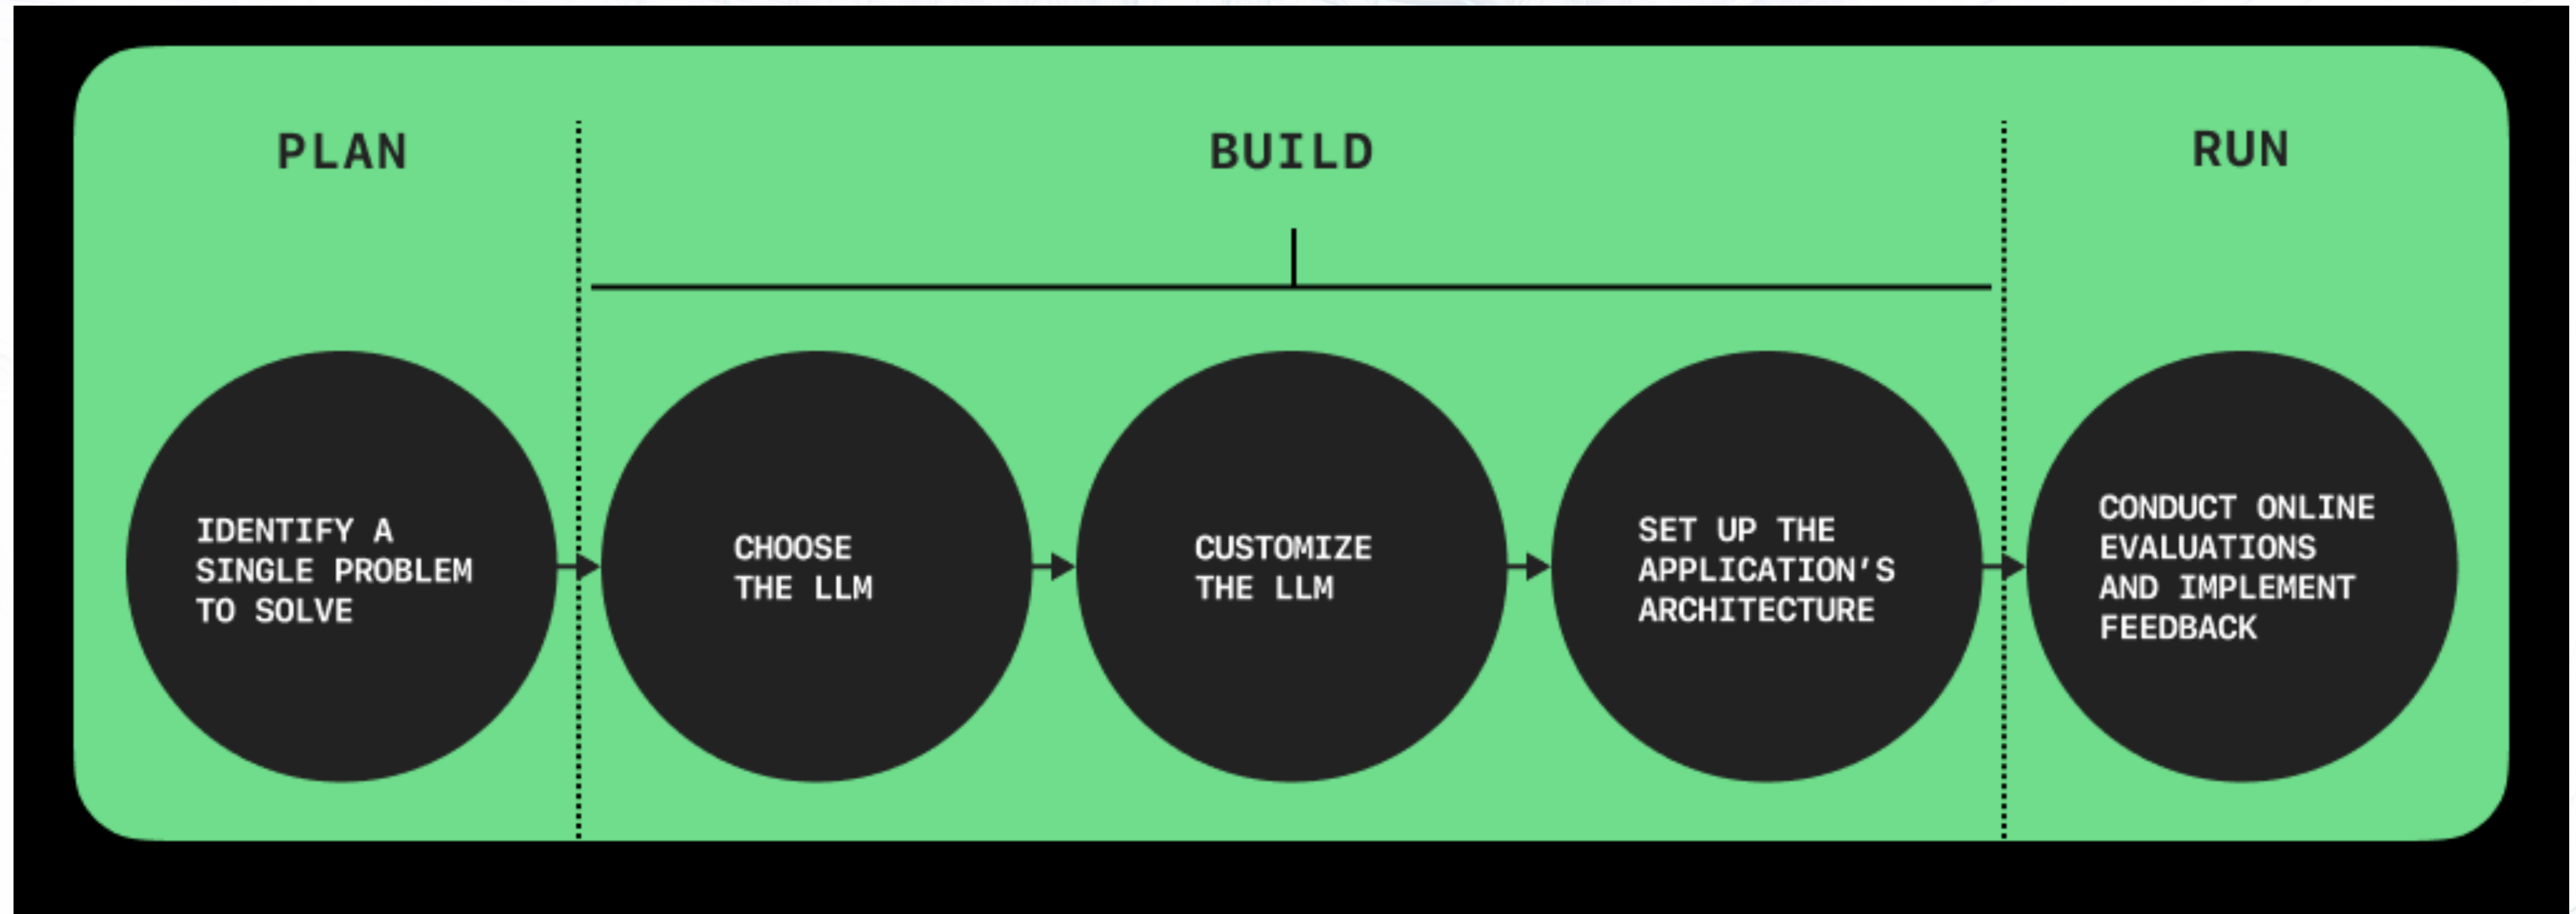 PLAN
BUILD
RUN
IDENTIFY A
SINGLE PROBLEM
TO SOLVE
CHOOSE
THE LLM
CUSTOMIZE
THE LLM
SET UP THE
APPLICATION’S
ARCHITECTURE
CONDUCT ONLINE
EVALUATIONS
AND IMPLEMENT
FEEDBACK